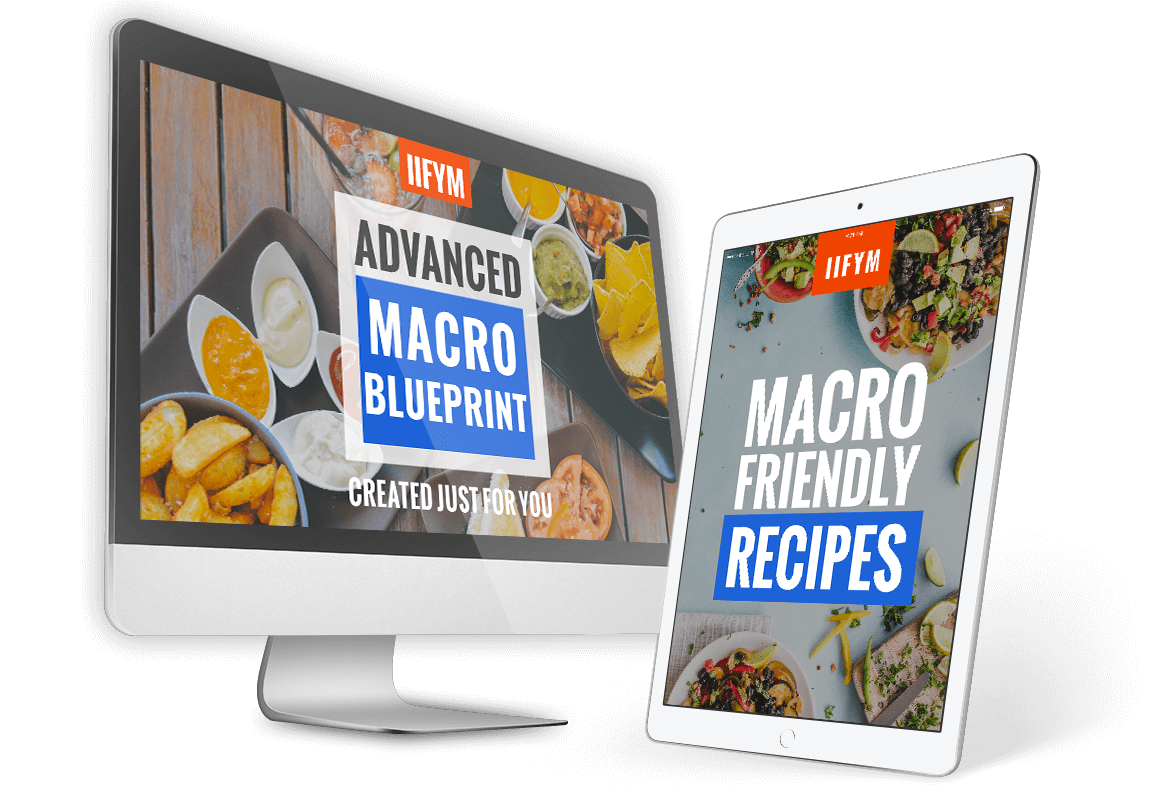 IIFYM
ADVANCED
MACRO
BLUEPRINT
CREATED JUST FOR YOU
IIFYM
MACRO
FRIENDLY
RECIPES